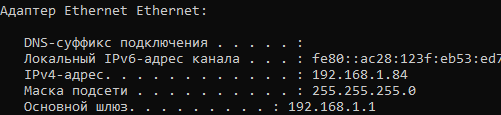 Адаптер Ethernet Ethernet:
DNS-суффикс подключения . . . . . :
Локальный IPv6-адрес канала . . . : fe80::ac28:123f:eb53:ed7
IPv4-адрес. . . . . . . . . . . . : 192.168.1.84
Маска подсети . . . . . . . . . . : 255.255.255.0
Основной шлюз. . . . . . . . . : 192.168.1.1